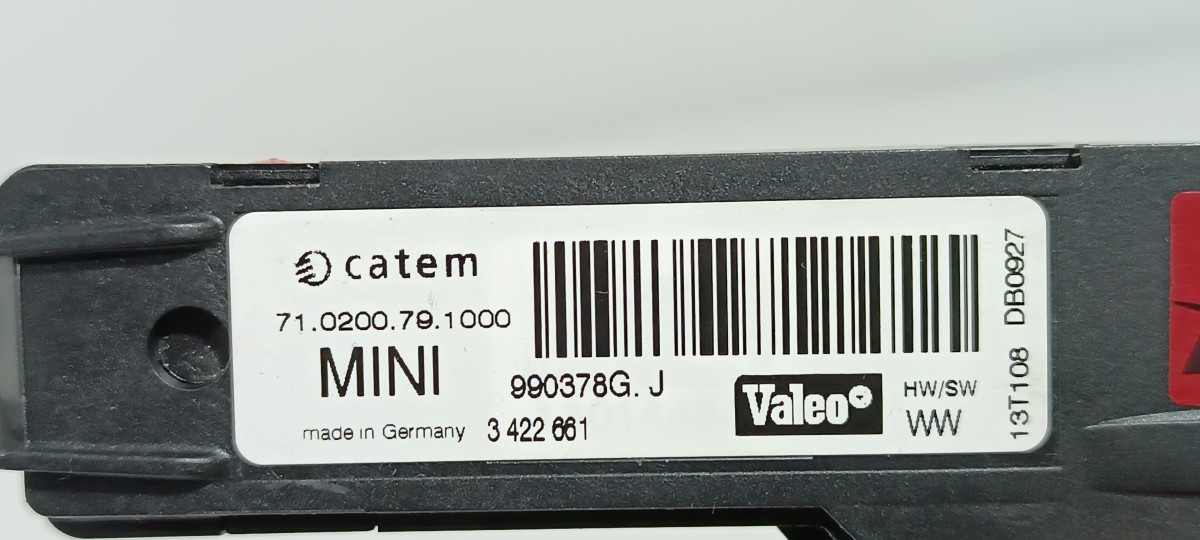 catem
71.0200.79.1000
MINI
990378G. J
made in Germany
3 422 661
Valeo
HW/SW
WW
13T108 DB0927